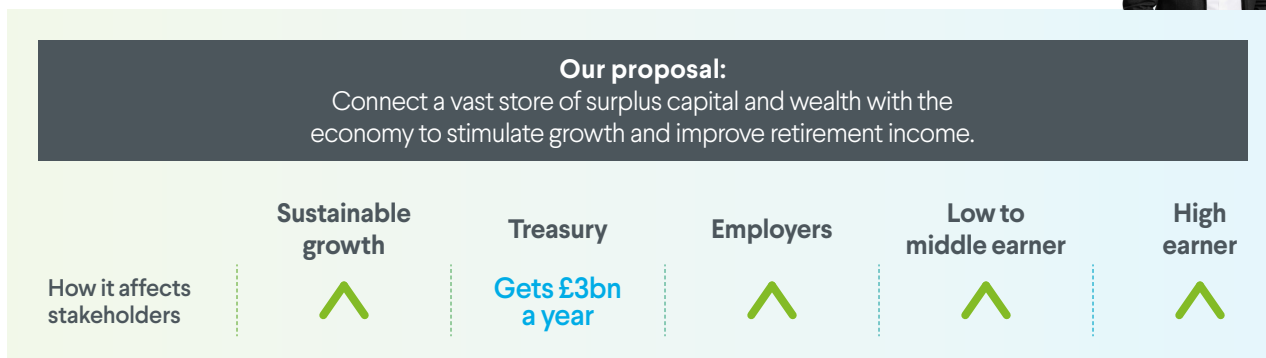 Our proposal:
Connect a vast store of surplus capital and wealth with the
economy to stimulate growth and improve retirement income.
Sustainable
growth
Treasury
Employers
Low to
middle earner
High
earner
How it affects
stakeholders
Gets £3bn
a year